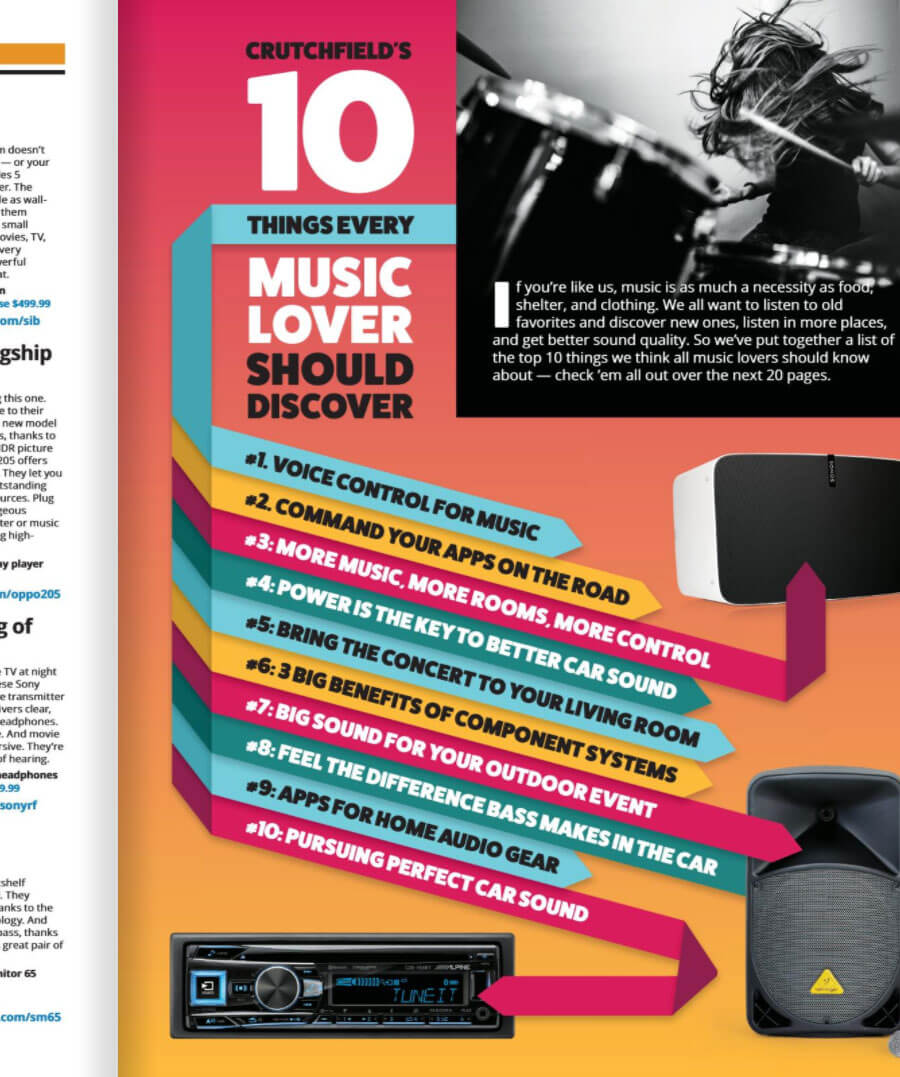 m doesn't
— or your
les 5
er. The
le as wall-
them
small
ovies, TV,
very
verful
at.
se $499.99
om/sib
gship
g this one.
e to their
new model
s, thanks to
DR picture
205 offers
They let you
tstanding
urces. Plug
geous
ter or music
g high-
ay player
m/oppo205
g of
e TV at night
ese Sony
e transmitter
ivers clear,
eadphones.
e. And movie
rsive. They're
of hearing.
headphones
9.99
sonyrf
shelf
. They
anks to the
ology. And
bass, thanks
great pair of
nitor 65
.com/sm65
CRUTCHFIELD'S
10
THINGS EVERY
MUSIC
LOVER
SHOULD
DISCOVER
If you're like us, music is as much a necessity as food,
shelter, and clothing. We all want to listen to old
favorites and discover new ones, listen in more places,
and get better sound quality. So we've put together a list of
the top 10 things we think all music lovers should know
about — check 'em all out over the next 20 pages.
#1. VOICE CONTROL FOR MUSIC
#2. COMMAND YOUR APPS ON THE ROAD
#3: MORE MUSIC, MORE ROOMS, MORE CONTROL
#4: POWER IS THE KEY TO BETTER CAR SOUND
#5: BRING THE CONCERT TO YOUR LIVING ROOM
#6: 3 BIG BENEFITS OF COMPONENT SYSTEMS
#7: BIG SOUND FOR YOUR OUTDOOR EVENT
#8: FEEL THE DIFFERENCE BASS MAKES IN THE CAR
#9: APPS FOR HOME AUDIO GEAR
#10: PURSUING PERFECT CAR SOUND
SONOS
behringer
ALPINE
TUNEIT